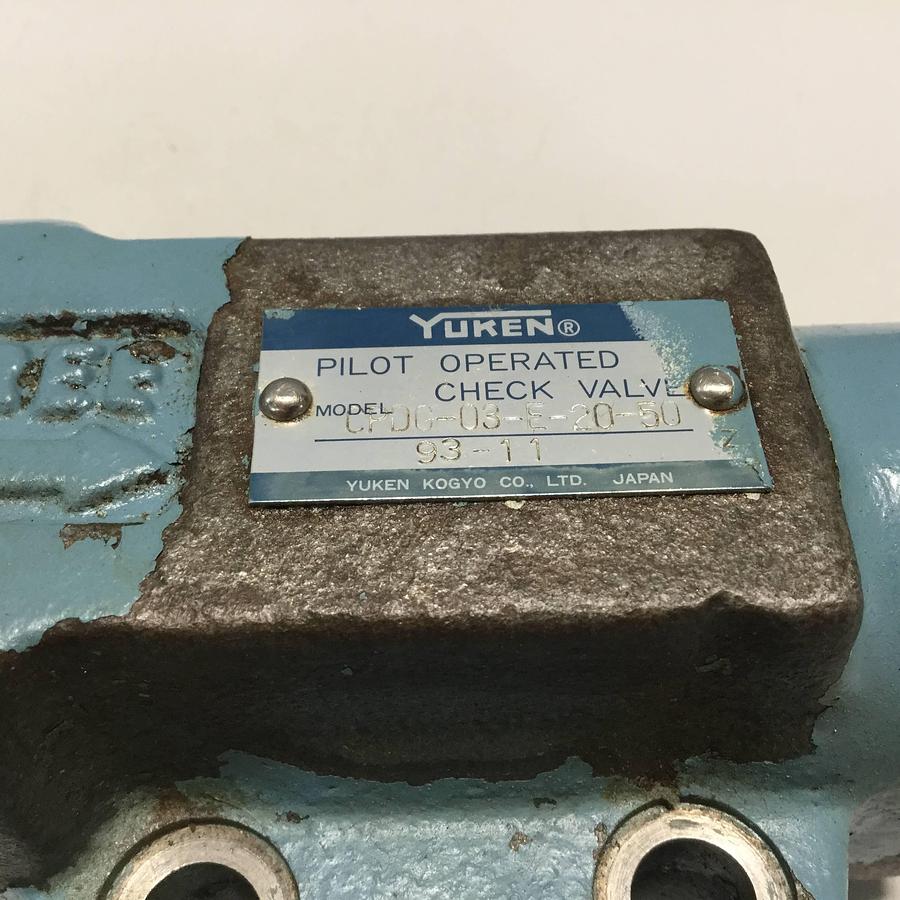 YUKEN®
PILOT OPERATED
CHECK VALVE
MODEL CPDG-03-E-20-50
93-11
Z
YUKEN KOGYO CO., LTD. JAPAN